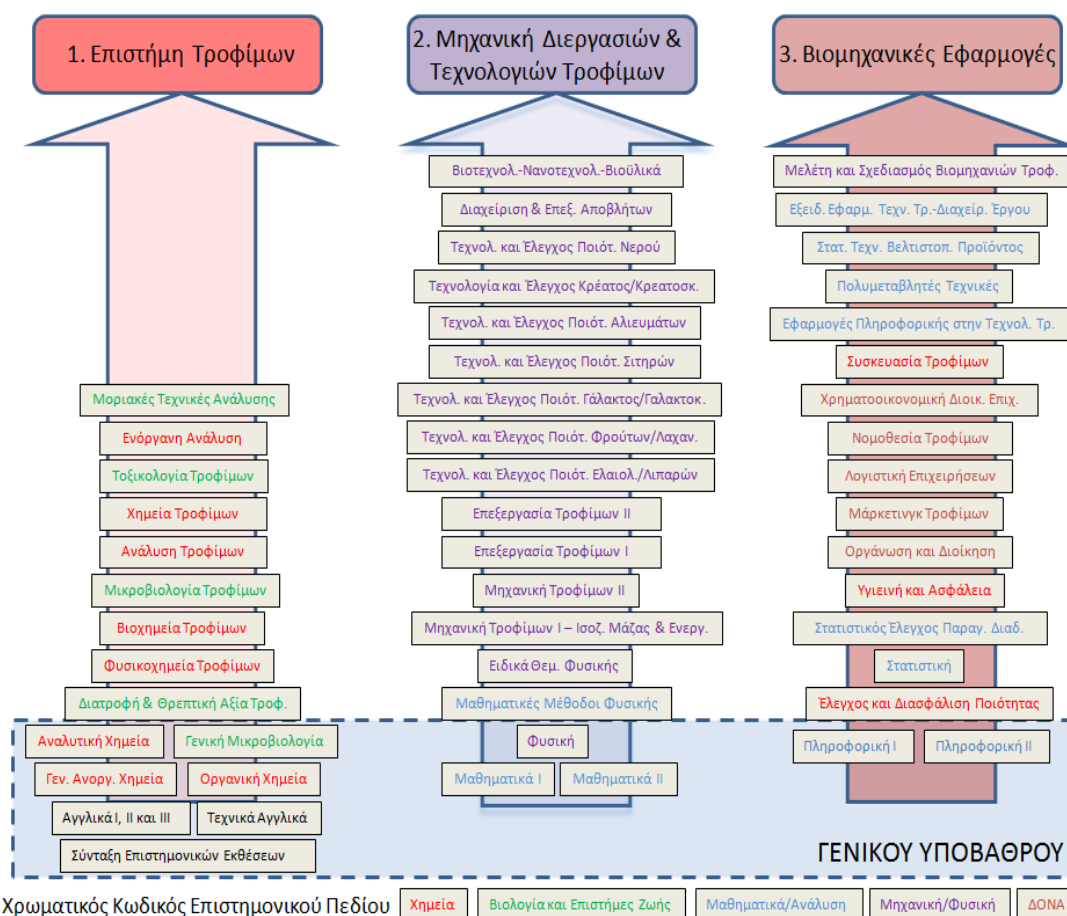 1. Επιστήμη Τροφίμων
2. Μηχανική Διεργασιών &
Τεχνολογιών Τροφίμων
3. Βιομηχανικές Εφαρμογές
Μοριακές Τεχνικές Ανάλυσης
Ενόργανη Ανάλυση
Τοξικολογία Τροφίμων
Χημεία Τροφίμων
Ανάλυση Τροφίμων
Μικροβιολογία Τροφίμων
Βιοχημεία Τροφίμων
Φυσικοχημεία Τροφίμων
Διατροφή & Θρεπτική Αξία Τροφ.
Αναλυτική Χημεία
Γενική Μικροβιολογία
Γεν. Ανοργ. Χημεία
Οργανική Χημεία
Αγγλικά Ι, ΙΙ και ΙΙΙ
Τεχνικά Αγγλικά
Σύνταξη Επιστημονικών Εκθέσεων
Βιοτεχνολ.-Νανοτεχνολ.-Βιοϋλικά
Διαχείριση & Επεξ. Αποβλήτων
Τεχνολ. και Έλεγχος Ποιότ. Νερού
Τεχνολογία και Έλεγχος Κρέατος/Κρεατοσκ.
Τεχνολ. και Έλεγχος Ποιότ. Αλιευμάτων
Τεχνολ. και Έλεγχος Ποιότ. Σιτηρών
Τεχνολ. και Έλεγχος Ποιότ. Γάλακτος/Γαλακτοκ.
Τεχνολ. και Έλεγχος Ποιότ. Φρούτων/Λαχαν.
Τεχνολ. και Έλεγχος Ποιότ. Ελαιολ./Λιπαρών
Επεξεργασία Τροφίμων ΙΙ
Επεξεργασία Τροφίμων Ι
Μηχανική Τροφίμων ΙΙ
Μηχανική Τροφίμων Ι – Ισοζ. Μάζας & Ενεργ.
Ειδικά Θεμ. Φυσικής
Μαθηματικές Μέθοδοι Φυσικής
Φυσική
Μαθηματικά Ι
Μαθηματικά ΙΙ
Μελέτη και Σχεδιασμός Βιομηχανιών Τροφ.
Εξειδ. Εφαρμ. Τεχν. Τρ.-Διαχείρ. Έργου
Στατ. Τεχν. Βελτιστοπ. Προϊόντος
Πολυμεταβλητές Τεχνικές
Εφαρμογές Πληροφορικής στην Τεχνολ. Τρ.
Συσκευασία Τροφίμων
Χρηματοοικονομική Διοικ. Επιχ.
Νομοθεσία Τροφίμων
Λογιστική Επιχειρήσεων
Μάρκετινγκ Τροφίμων
Οργάνωση και Διοίκηση
Υγιεινή και Ασφάλεια
Στατιστικός Έλεγχος Παραγ. Διαδ.
Στατιστική
Έλεγχος και Διασφάλιση Ποιότητας
Πληροφορική Ι
Πληροφορική ΙΙ
ΓΕΝΙΚΟΥ ΥΠΟΒΑΘΡΟΥ
Χρωματικός Κωδικός Επιστημονικού Πεδίου
Χημεία
Βιολογία και Επιστήμες Ζωής
Μαθηματικά/Ανάλυση
Μηχανική/Φυσική
ΔΟΝΑ